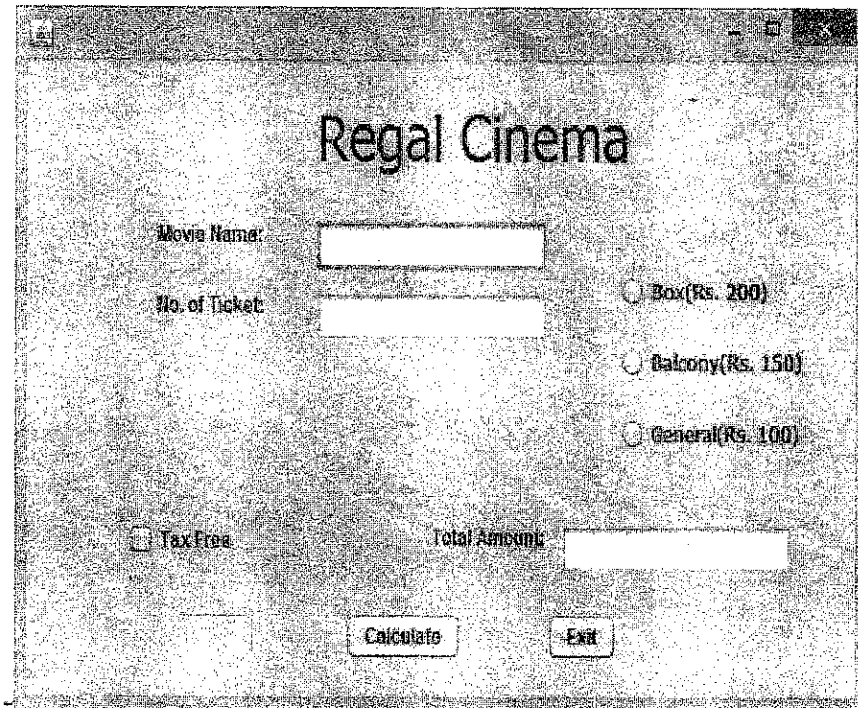 Regal Cinema
Movie Name:
No. of Ticket:
Box(Rs. 200)
Balcony(Rs. 150)
General(Rs. 100)
Tax Free
Total Amount:
Calculate
Exit